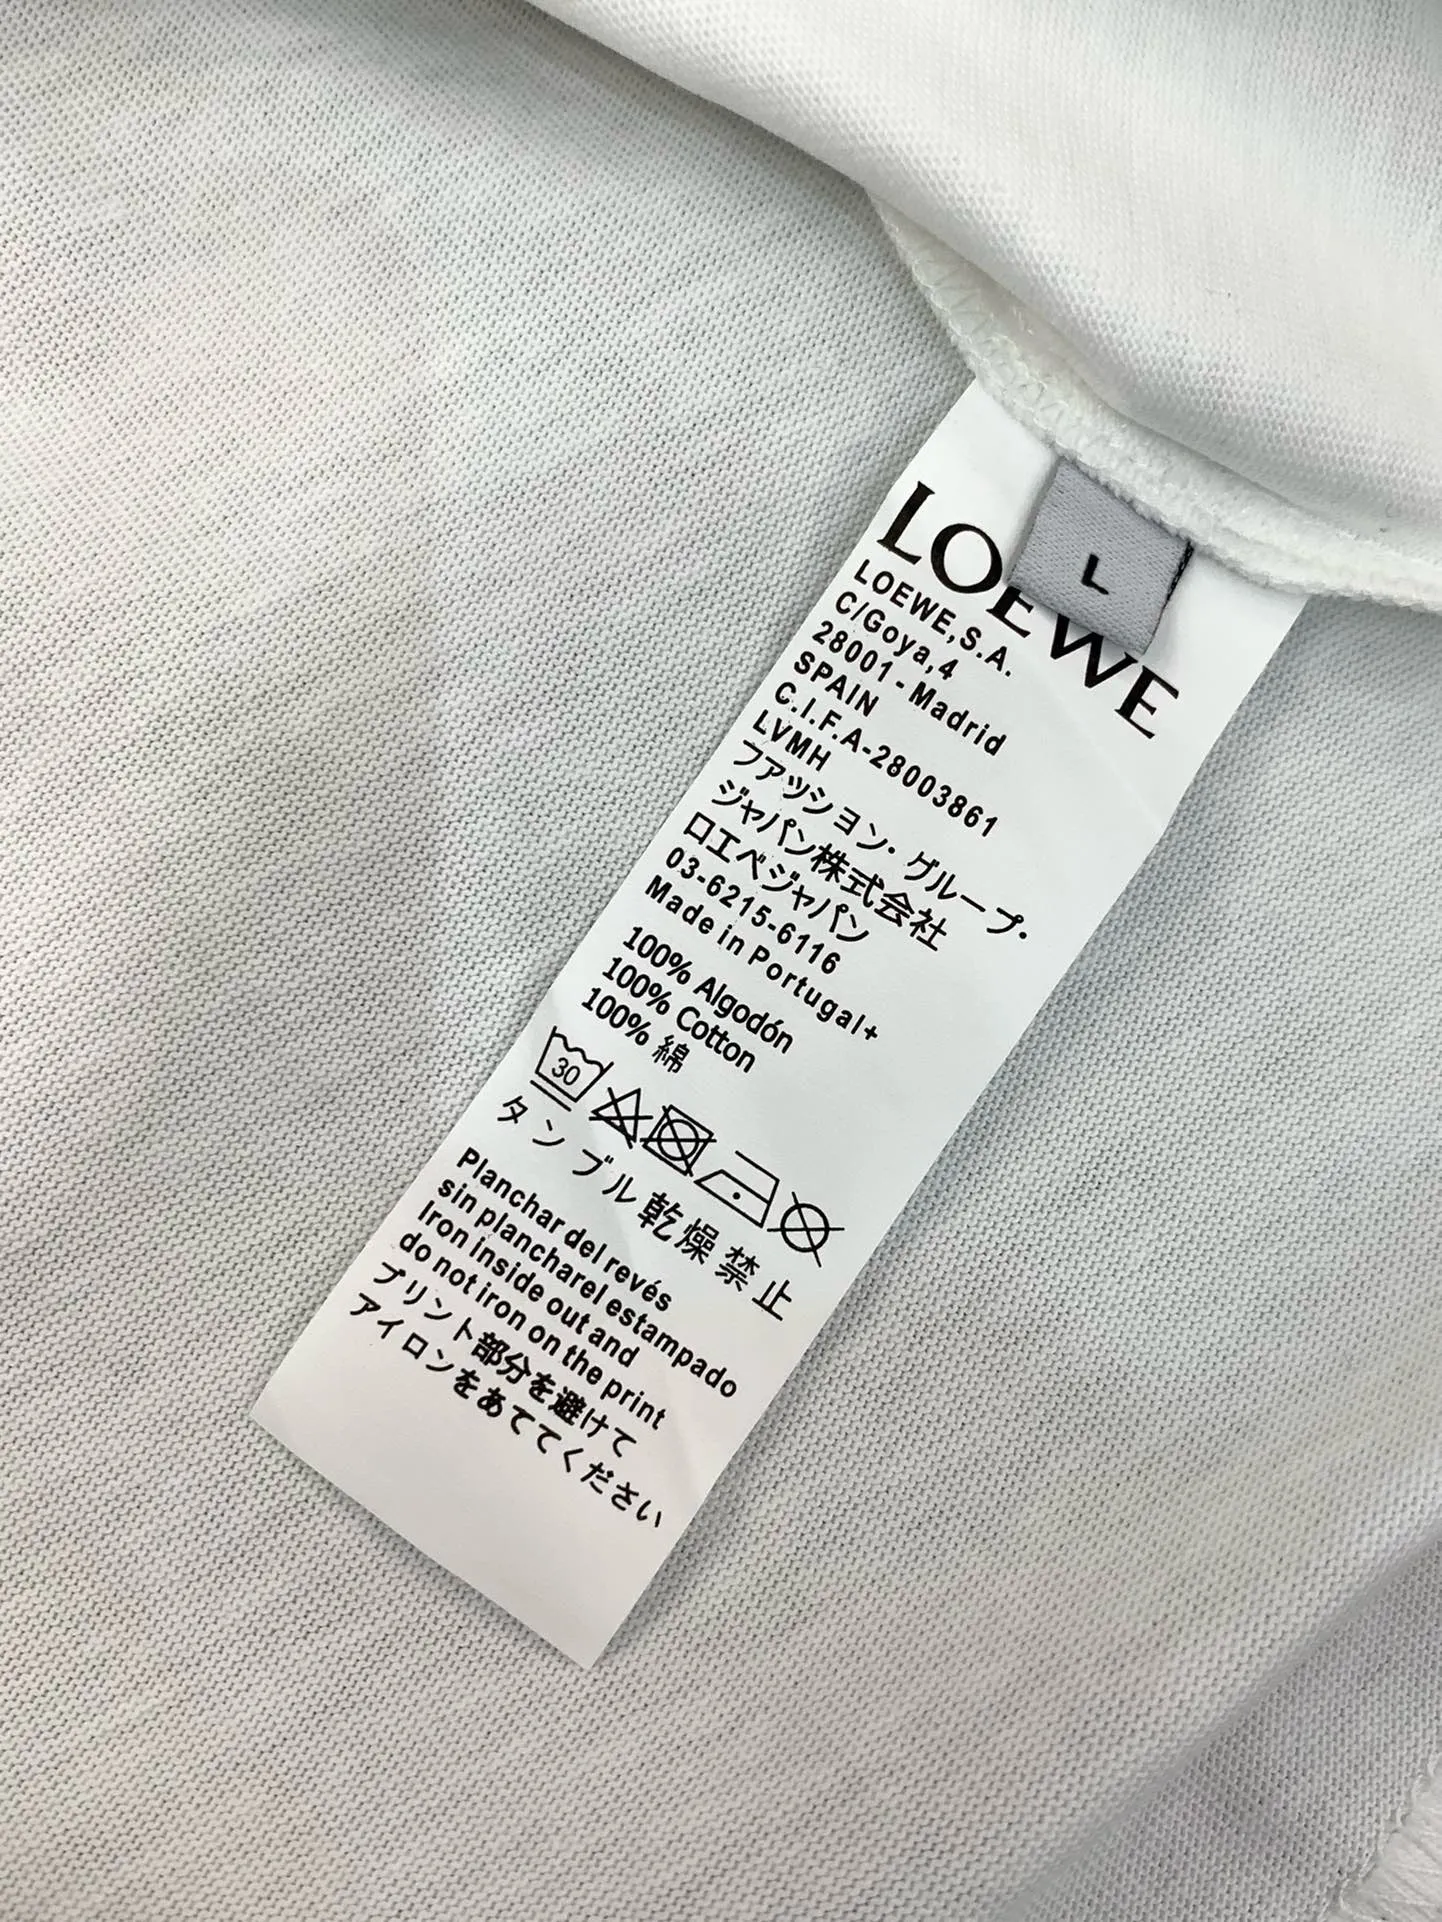 LOEWE
L
LOEWE,S.A.
C/Goya,4
28001 - Madrid
SPAIN
C.I.F.A-28003861
LVMH
ファッション・グループ・
ジャパン株式会社
ロエベジャパン
03-6215-6116
Made in Portugal+
100% Algodón
100% Cotton
100% 綿
30
タンブル乾燥禁止
Planchar del revés
sin plancharel estampado
Iron inside out and
do not iron on the print
プリント部分を避けて
アイロンをあててください